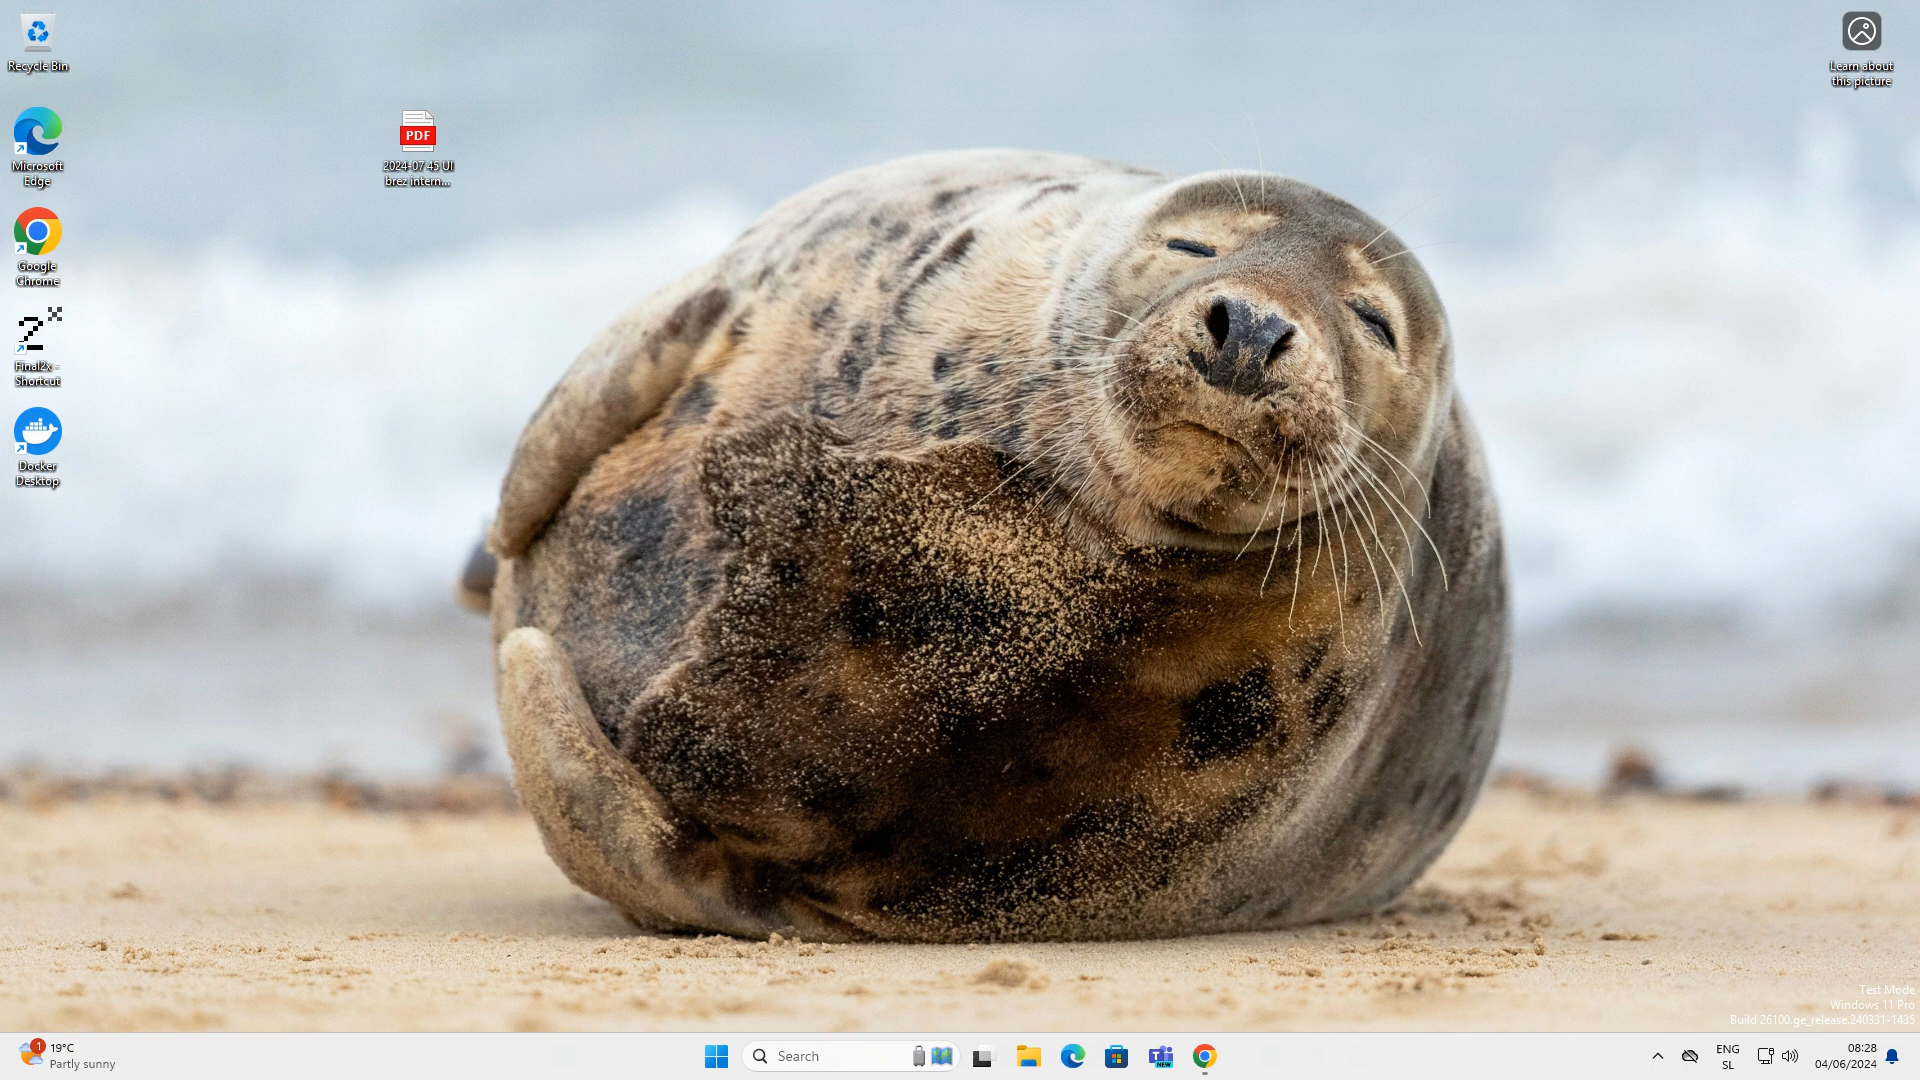 Recycle Bin
Learn about
this picture
PDF
2024-07 45 UI
brez intern...
Microsoft
Edge
Google
Chrome
Final2x -
Shortcut
Docker
Desktop
Test Mode
Windows 11 Pro
Build 26100.ge_release.240331-1435
1
19°C
Partly sunny
Search
NEW
ENG
SL
08:28
04/06/2024